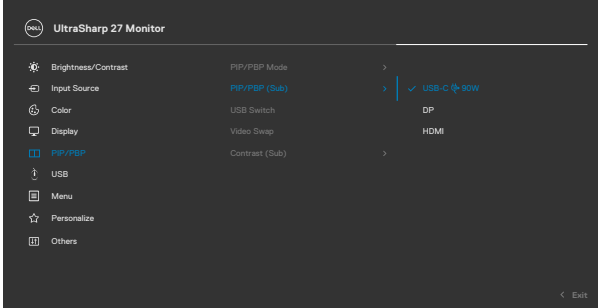 DELL UltraSharp 27 Monitor
Brightness/Contrast
Input Source
Color
Display
PIP/PBP
USB
Menu
Personalize
Others
PIP/PBP Mode
PIP/PBP (Sub)
USB Switch
Video Swap
Contrast (Sub)
USB-C 90W
DP
HDMI
Exit